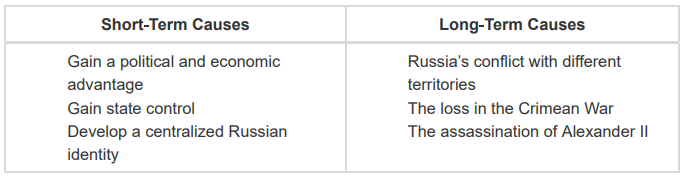 Short-Term Causes
Long-Term Causes
Gain a political and economic
advantage
Gain state control
Develop a centralized Russian
identity
Russia’s conflict with different
territories
The loss in the Crimean War
The assassination of Alexander II